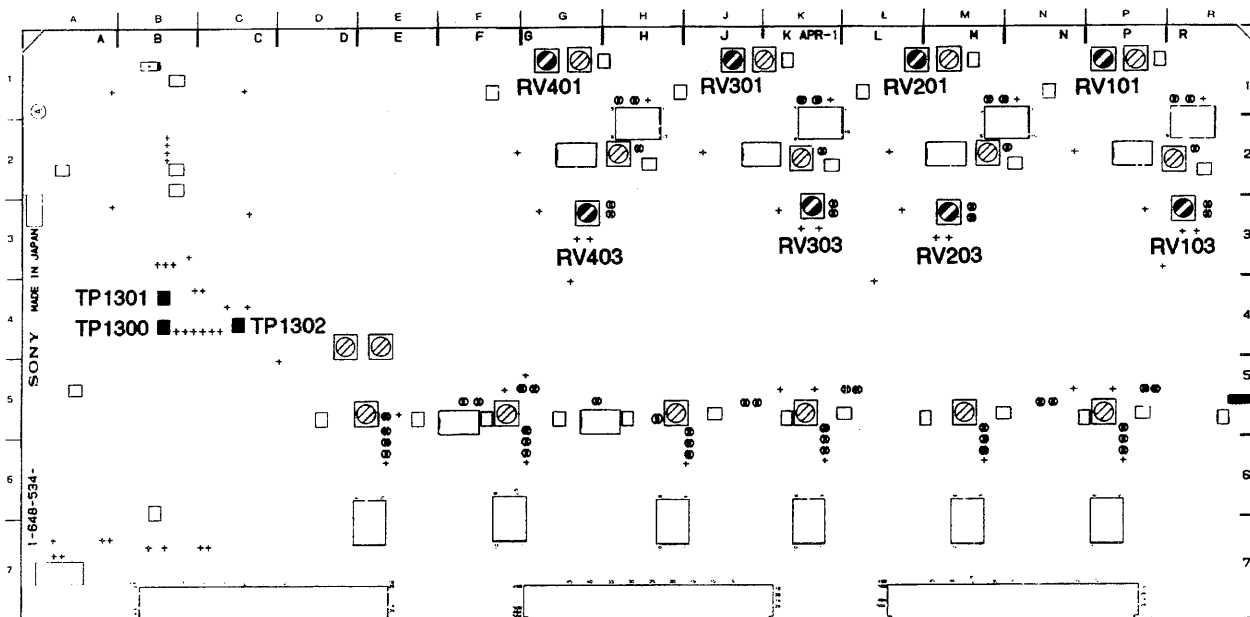 A B C D E F G H J K L M N P R
A B C D E F G H J K APR-1 L M N P R
1 1
RV401 RV301 RV201 RV101
2 2
3 3
RV403 RV303 RV203 RV103
TP1301
4 4
TP1300 TP1302
5 5
6 6
7 7
SONY MADE IN JAPAN
1-648-534-